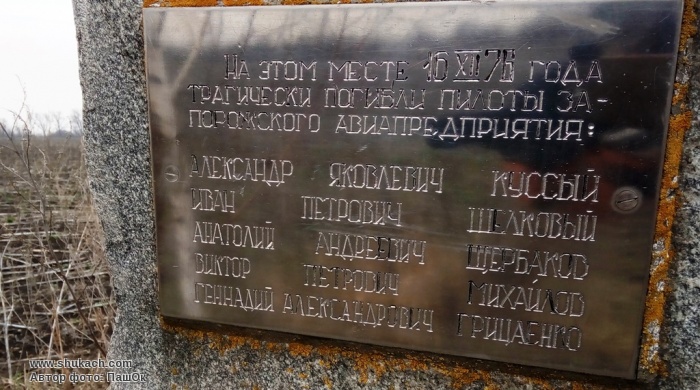 На этом месте 16 XII 76 года
трагически погибли пилоты За-
порожского авиапредприятия:
Александр Яковлевич Куссый
Иван Петрович Шелковый
Анатолий Андреевич Щербаков
Виктор Петрович Михайлов
Геннадий Александрович Грицаенко
www.shukach.com
Автор фото: ПашОк